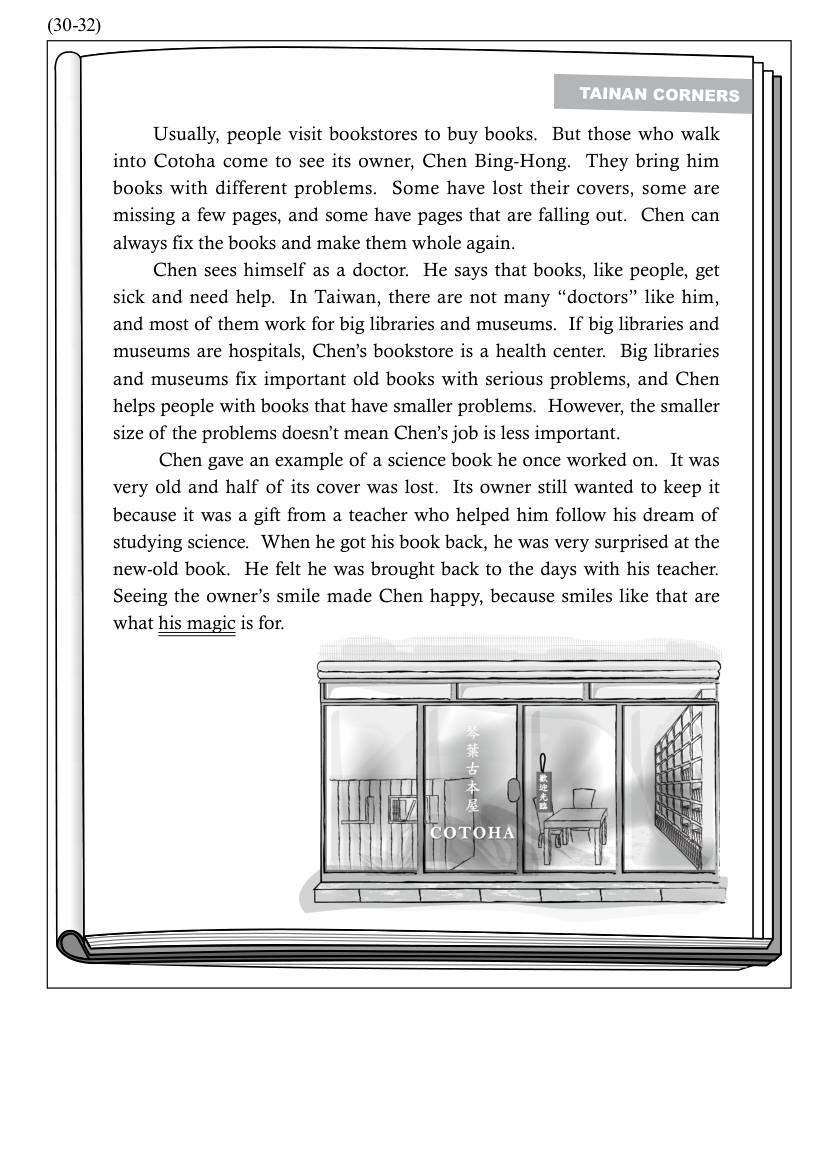 (30-32)
TAINAN CORNERS
Usually, people visit bookstores to buy books. But those who walk
into Cotoha come to see its owner, Chen Bing-Hong. They bring him
books with different problems. Some have lost their covers, some are
missing a few pages, and some have pages that are falling out. Chen can
always fix the books and make them whole again.
Chen sees himself as a doctor. He says that books, like people, get
sick and need help. In Taiwan, there are not many “doctors” like him,
and most of them work for big libraries and museums. If big libraries and
museums are hospitals, Chen’s bookstore is a health center. Big libraries
and museums fix important old books with serious problems, and Chen
helps people with books that have smaller problems. However, the smaller
size of the problems doesn’t mean Chen’s job is less important.
Chen gave an example of a science book he once worked on. It was
very old and half of its cover was lost. Its owner still wanted to keep it
because it was a gift from a teacher who helped him follow his dream of
studying science. When he got his book back, he was very surprised at the
new-old book. He felt he was brought back to the days with his teacher.
Seeing the owner’s smile made Chen happy, because smiles like that are
what his magic is for.
琴葉古本屋
歡迎光臨
COTOHA